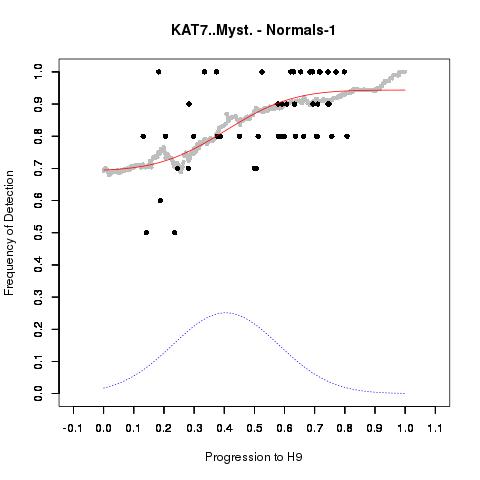 KAT7..Myst. - Normals-1
Frequency of Detection
1.0
0.9
0.8
0.7
0.6
0.5
0.4
0.3
0.2
0.1
0.0
-0.1 0.0 0.1 0.2 0.3 0.4 0.5 0.6 0.7 0.8 0.9 1.0 1.1
Progression to H9